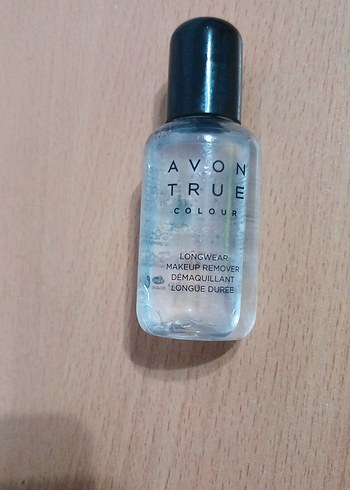 AVON
TRUE
COLOUR
LONGWEAR
MAKEUP REMOVER
DÉMAQUILLANT
LONGUE DURÉE